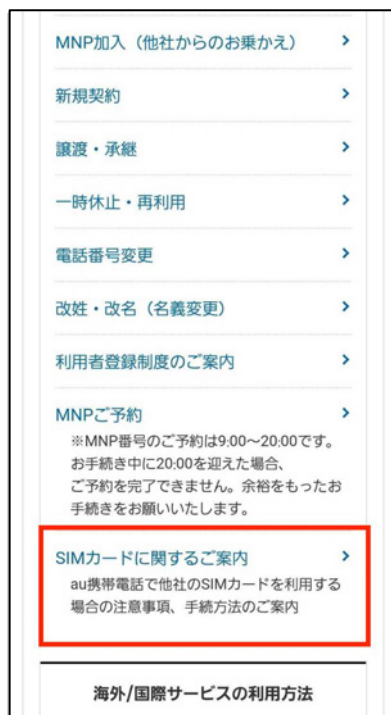 MNP加入（他社からのお乗かえ）
新規契約
譲渡・承継
一時休止・再利用
電話番号変更
改姓・改名（名義変更）
利用者登録制度のご案内
MNPご予約
※MNP番号のご予約は9:00〜20:00です。
お手続き中に20:00を迎えた場合、
ご予約を完了できません。余裕をもったお
手続きをお願いいたします。
SIMカードに関するご案内
au携帯電話で他社のSIMカードを利用する
場合の注意事項、手続方法のご案内
海外/国際サービスの利用方法